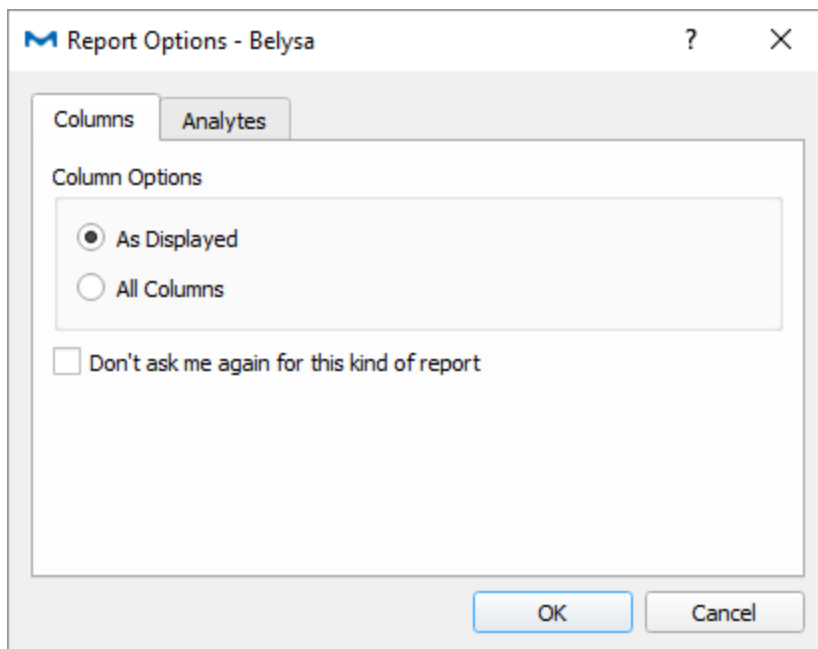 Report Options - Belysa
?
Columns
Analytes
Column Options
As Displayed
All Columns
Don't ask me again for this kind of report
OK
Cancel